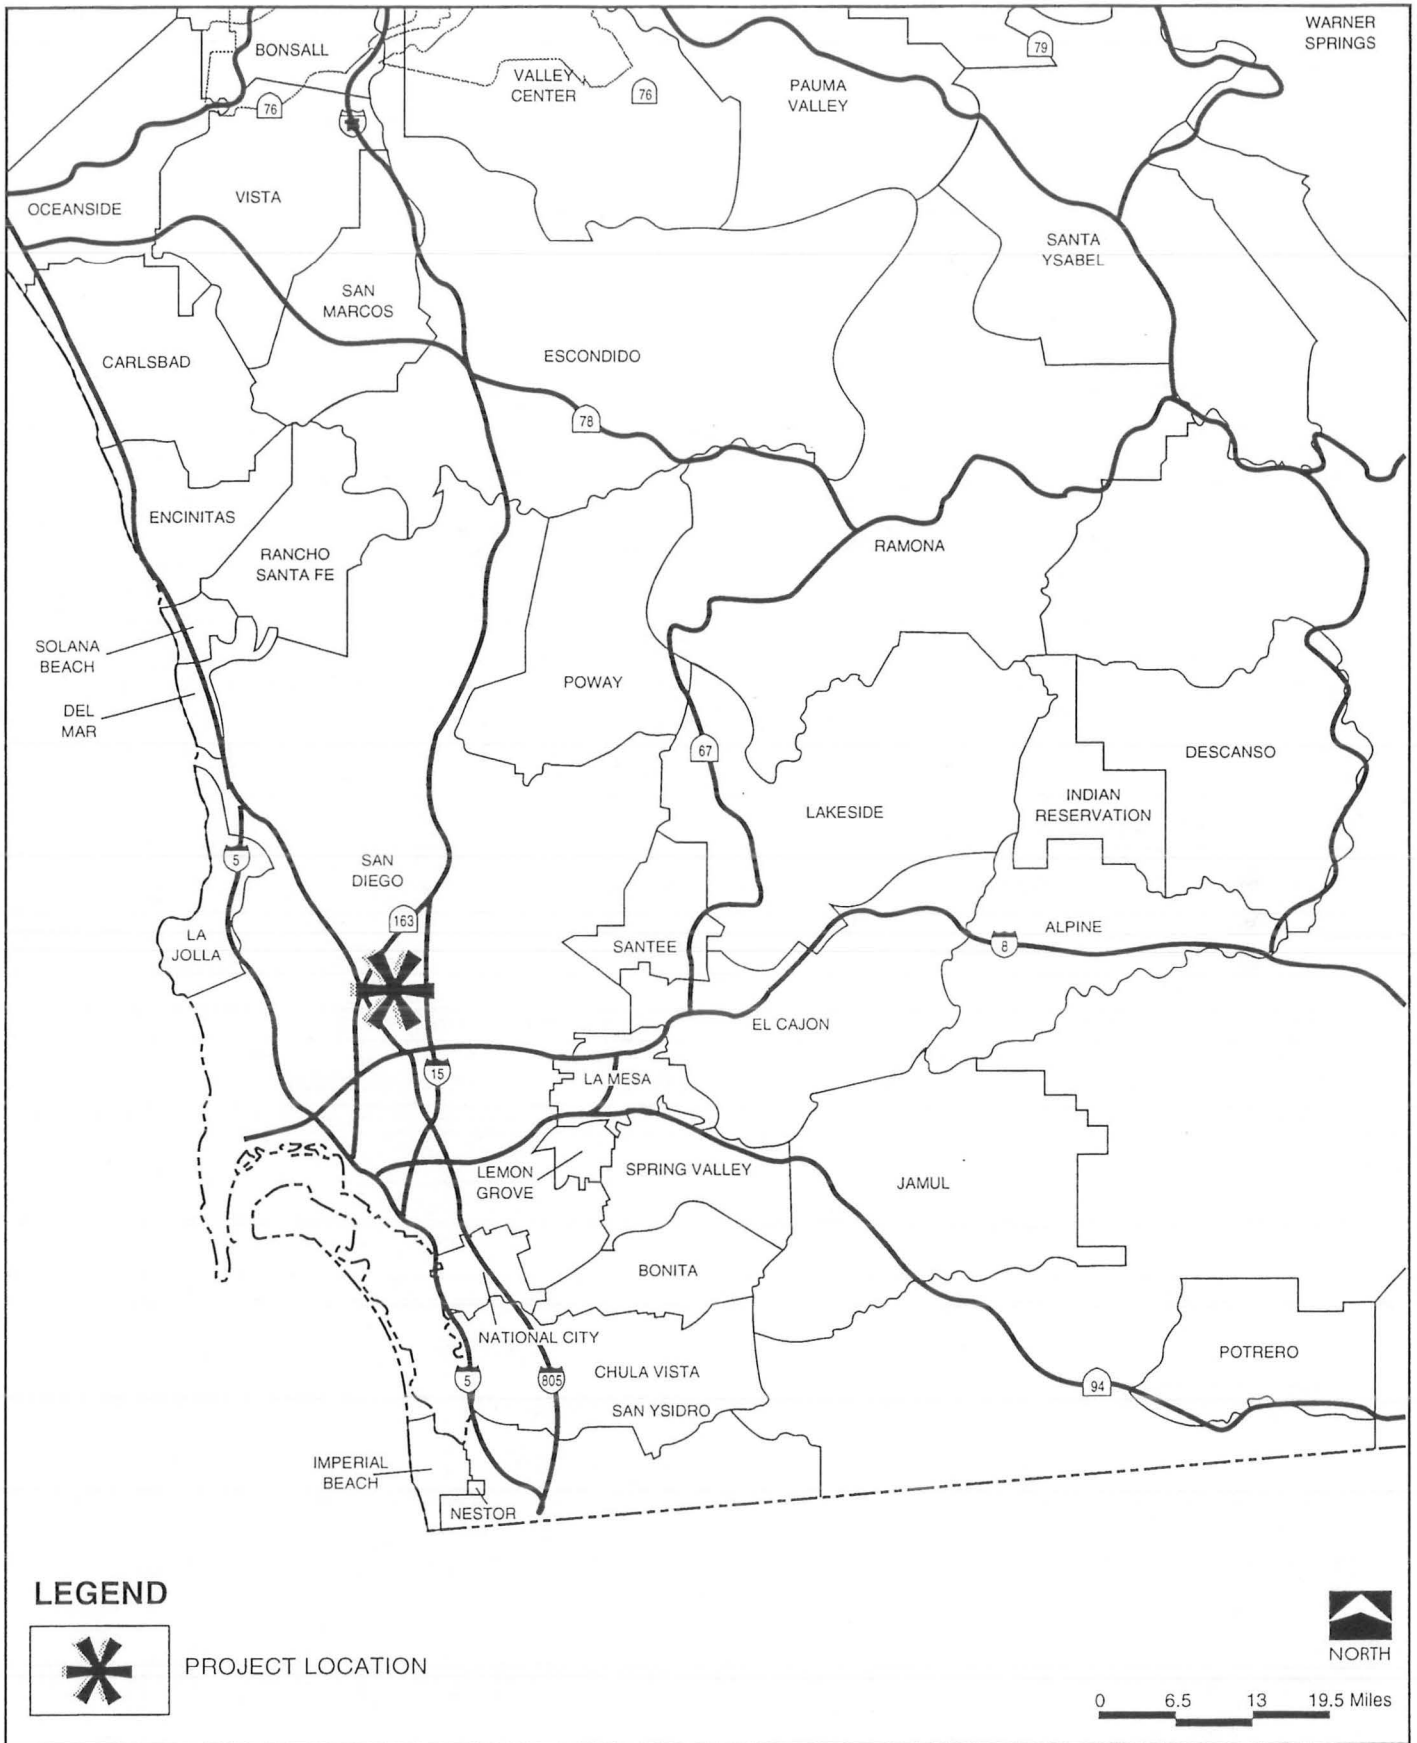 WARNER
SPRINGS
BONSALL
79
VALLEY
CENTER
76
PAUMA
VALLEY
76
OCEANSIDE
VISTA
SANTA
YSABEL
SAN
MARCOS
CARLSBAD
ESCONDIDO
78
ENCINITAS
RANCHO
SANTA FE
RAMONA
SOLANA
BEACH
POWAY
DEL
MAR
67
DESCANSO
INDIAN
RESERVATION
LAKESIDE
5
SAN
DIEGO
163
LA
JOLLA
SANTEE
ALPINE
8
EL CAJON
15
LA MESA
LEMON
GROVE
SPRING VALLEY
JAMUL
BONITA
NATIONAL CITY
5
805
CHULA VISTA
POTRERO
94
SAN YSIDRO
IMPERIAL
BEACH
NESTOR
LEGEND
PROJECT LOCATION
NORTH
0 6.5 13 19.5 Miles